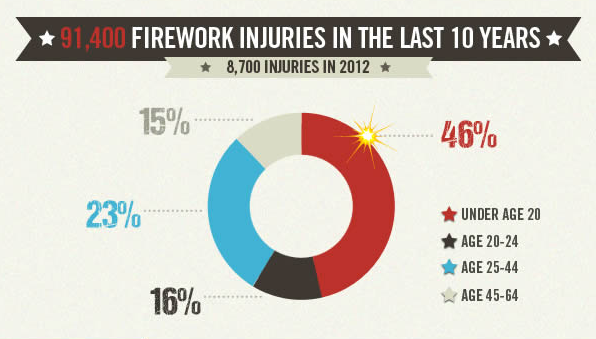 91,400 FIREWORK INJURIES IN THE LAST 10 YEARS
8,700 INJURIES IN 2012
15%
46%
23%
16%
UNDER AGE 20
AGE 20-24
AGE 25-44
AGE 45-64